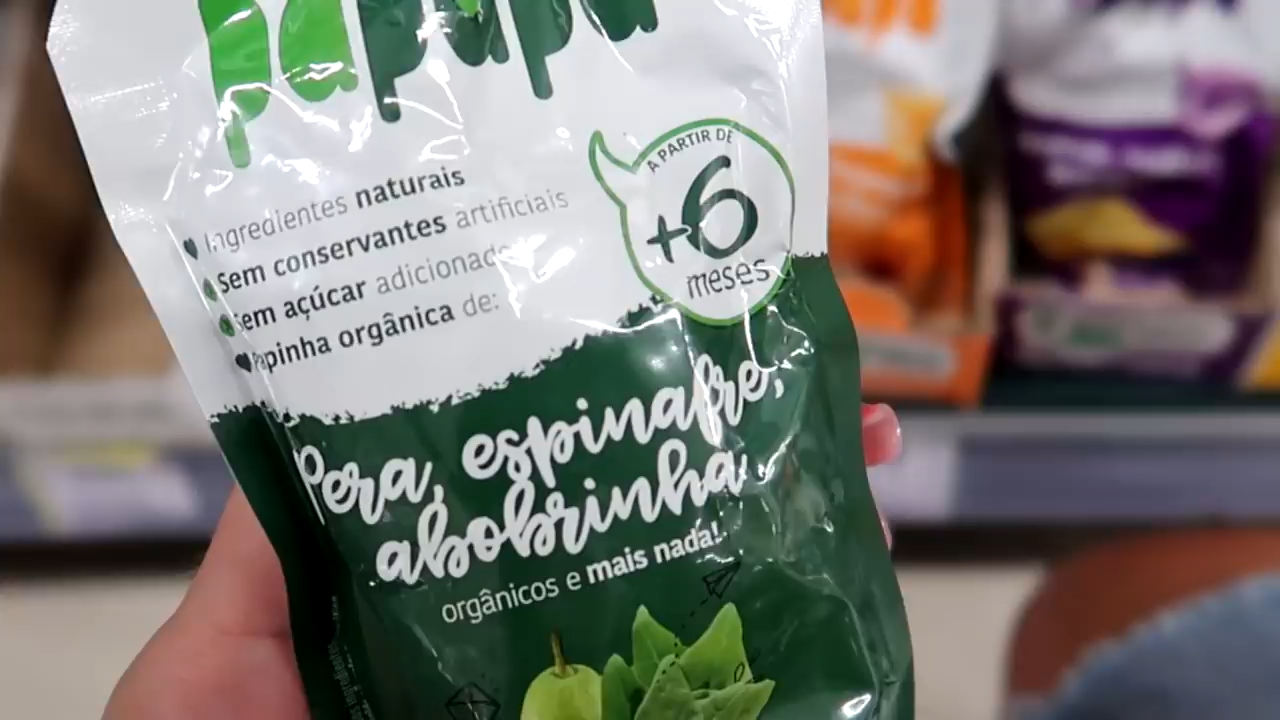 papapa
A PARTIR DE
+6
meses
Ingredientes naturais
Sem conservantes artificiais
Sem açúcar adicionado
Papinha orgânica de:
Pera, espinafre,
abobrinha
orgânicos e mais nada!